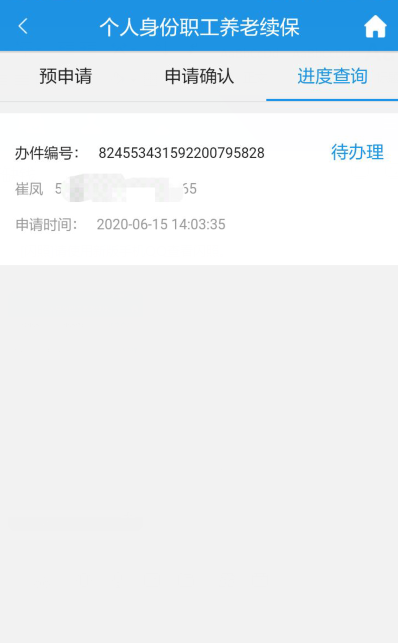 个人身份职工养老续保
预申请 申请确认 进度查询
办件编号： 824553431592200795828 待办理
崔凤 5 65
申请时间： 2020-06-15 14:03:35